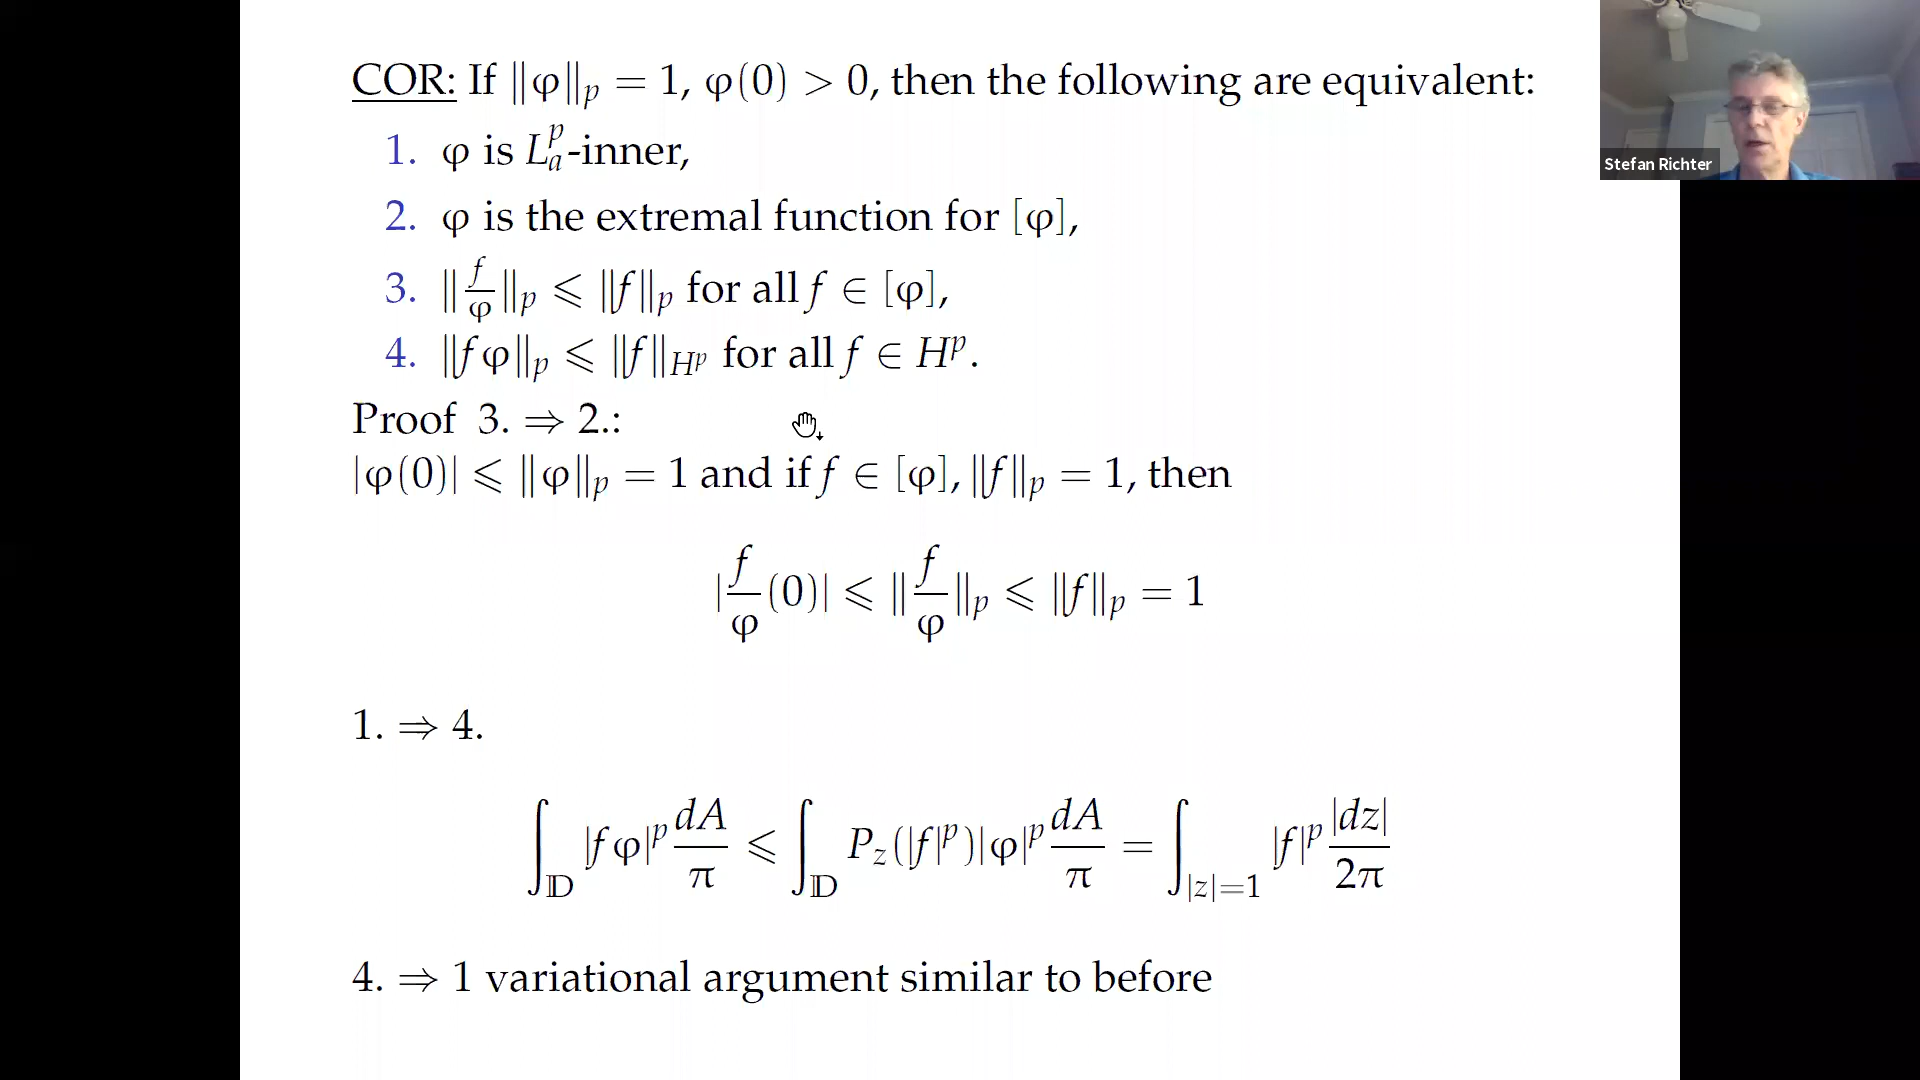 COR: If ‖φ‖_p = 1, φ(0) > 0, then the following are equivalent:
1. φ is L_a^p-inner,
2. φ is the extremal function for [φ],
3. ‖f/φ‖_p ⩽ ‖f‖_p for all f ∈ [φ],
4. ‖fφ‖_p ⩽ ‖f‖_{H^p} for all f ∈ H^p.
Proof 3. ⇒ 2.:
|φ(0)| ⩽ ‖φ‖_p = 1 and if f ∈ [φ], ‖f‖_p = 1, then
|f/φ(0)| ⩽ ‖f/φ‖_p ⩽ ‖f‖_p = 1
1. ⇒ 4.
∫_𝔻 |fφ|^p dA/π ⩽ ∫_𝔻 P_z(|f|^p)|φ|^p dA/π = ∫_{|z|=1} |f|^p |dz|/2π
4. ⇒ 1 variational argument similar to before
Stefan Richter